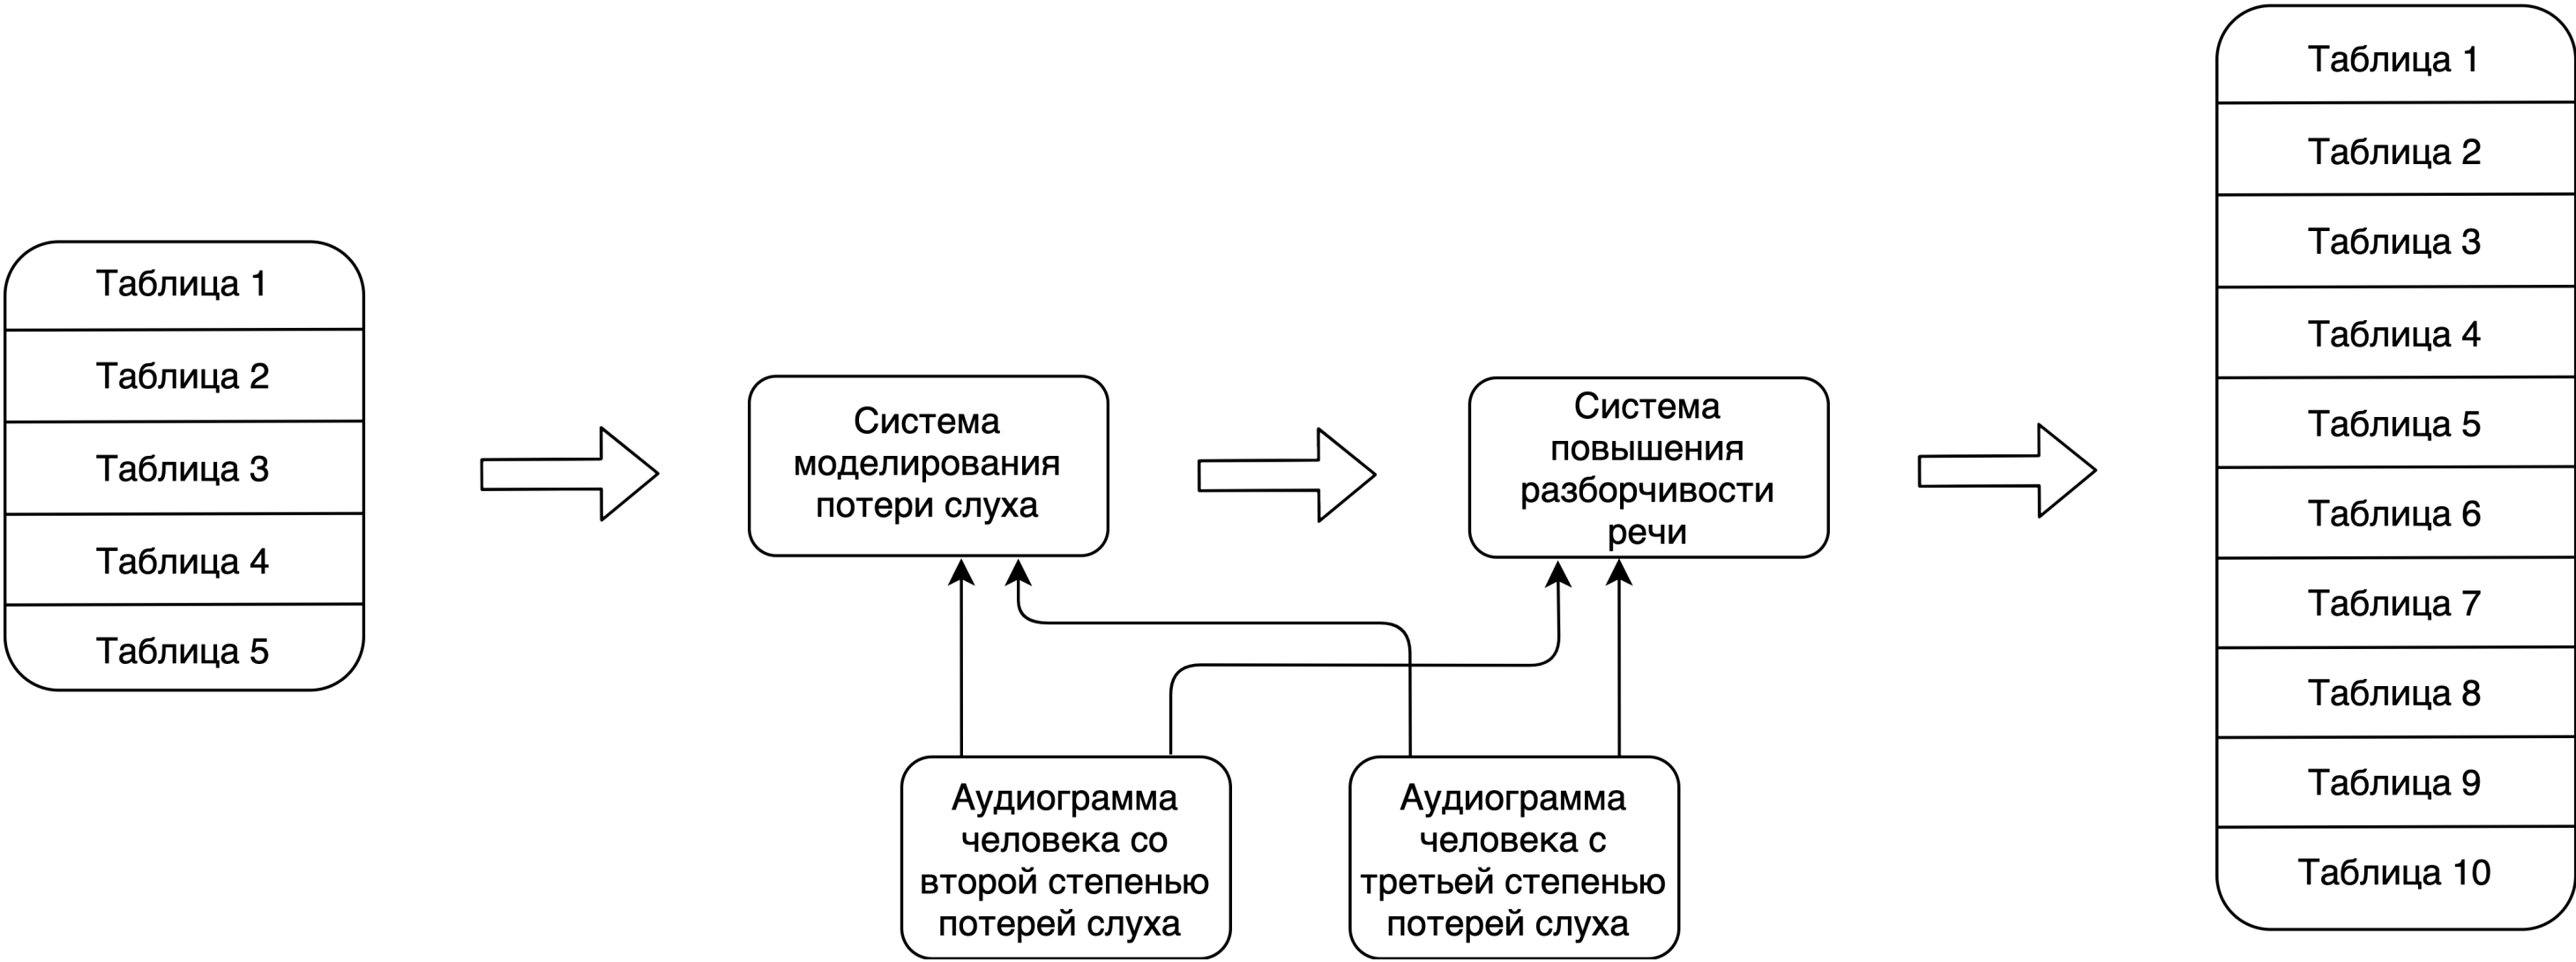 Таблица 1
Таблица 2
Таблица 3
Таблица 4
Таблица 5
Система
моделирования
потери слуха
Система
повышения
разборчивости
речи
Аудиограмма
человека со
второй степенью
потерей слуха
Аудиограмма
человека с
третьей степенью
потерей слуха
Таблица 1
Таблица 2
Таблица 3
Таблица 4
Таблица 5
Таблица 6
Таблица 7
Таблица 8
Таблица 9
Таблица 10